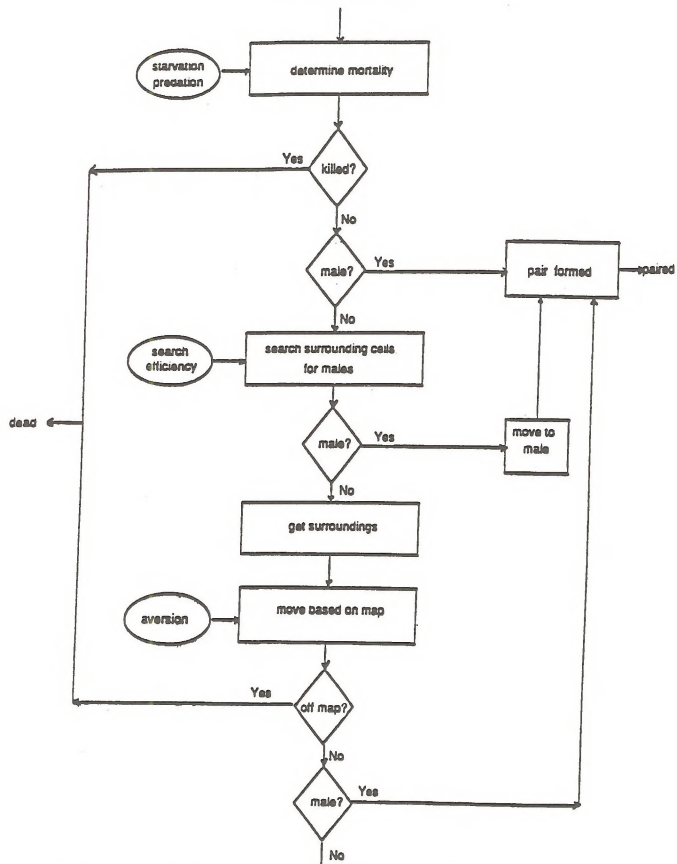 starvation
predation
determine mortality
Yes
killed?
No
male?
Yes
pair formed
paired
No
search
efficiency
search surrounding cells
for males
dead
male?
Yes
move to
male
No
get surroundings
aversion
move based on map
Yes
off map?
No
male?
Yes
No